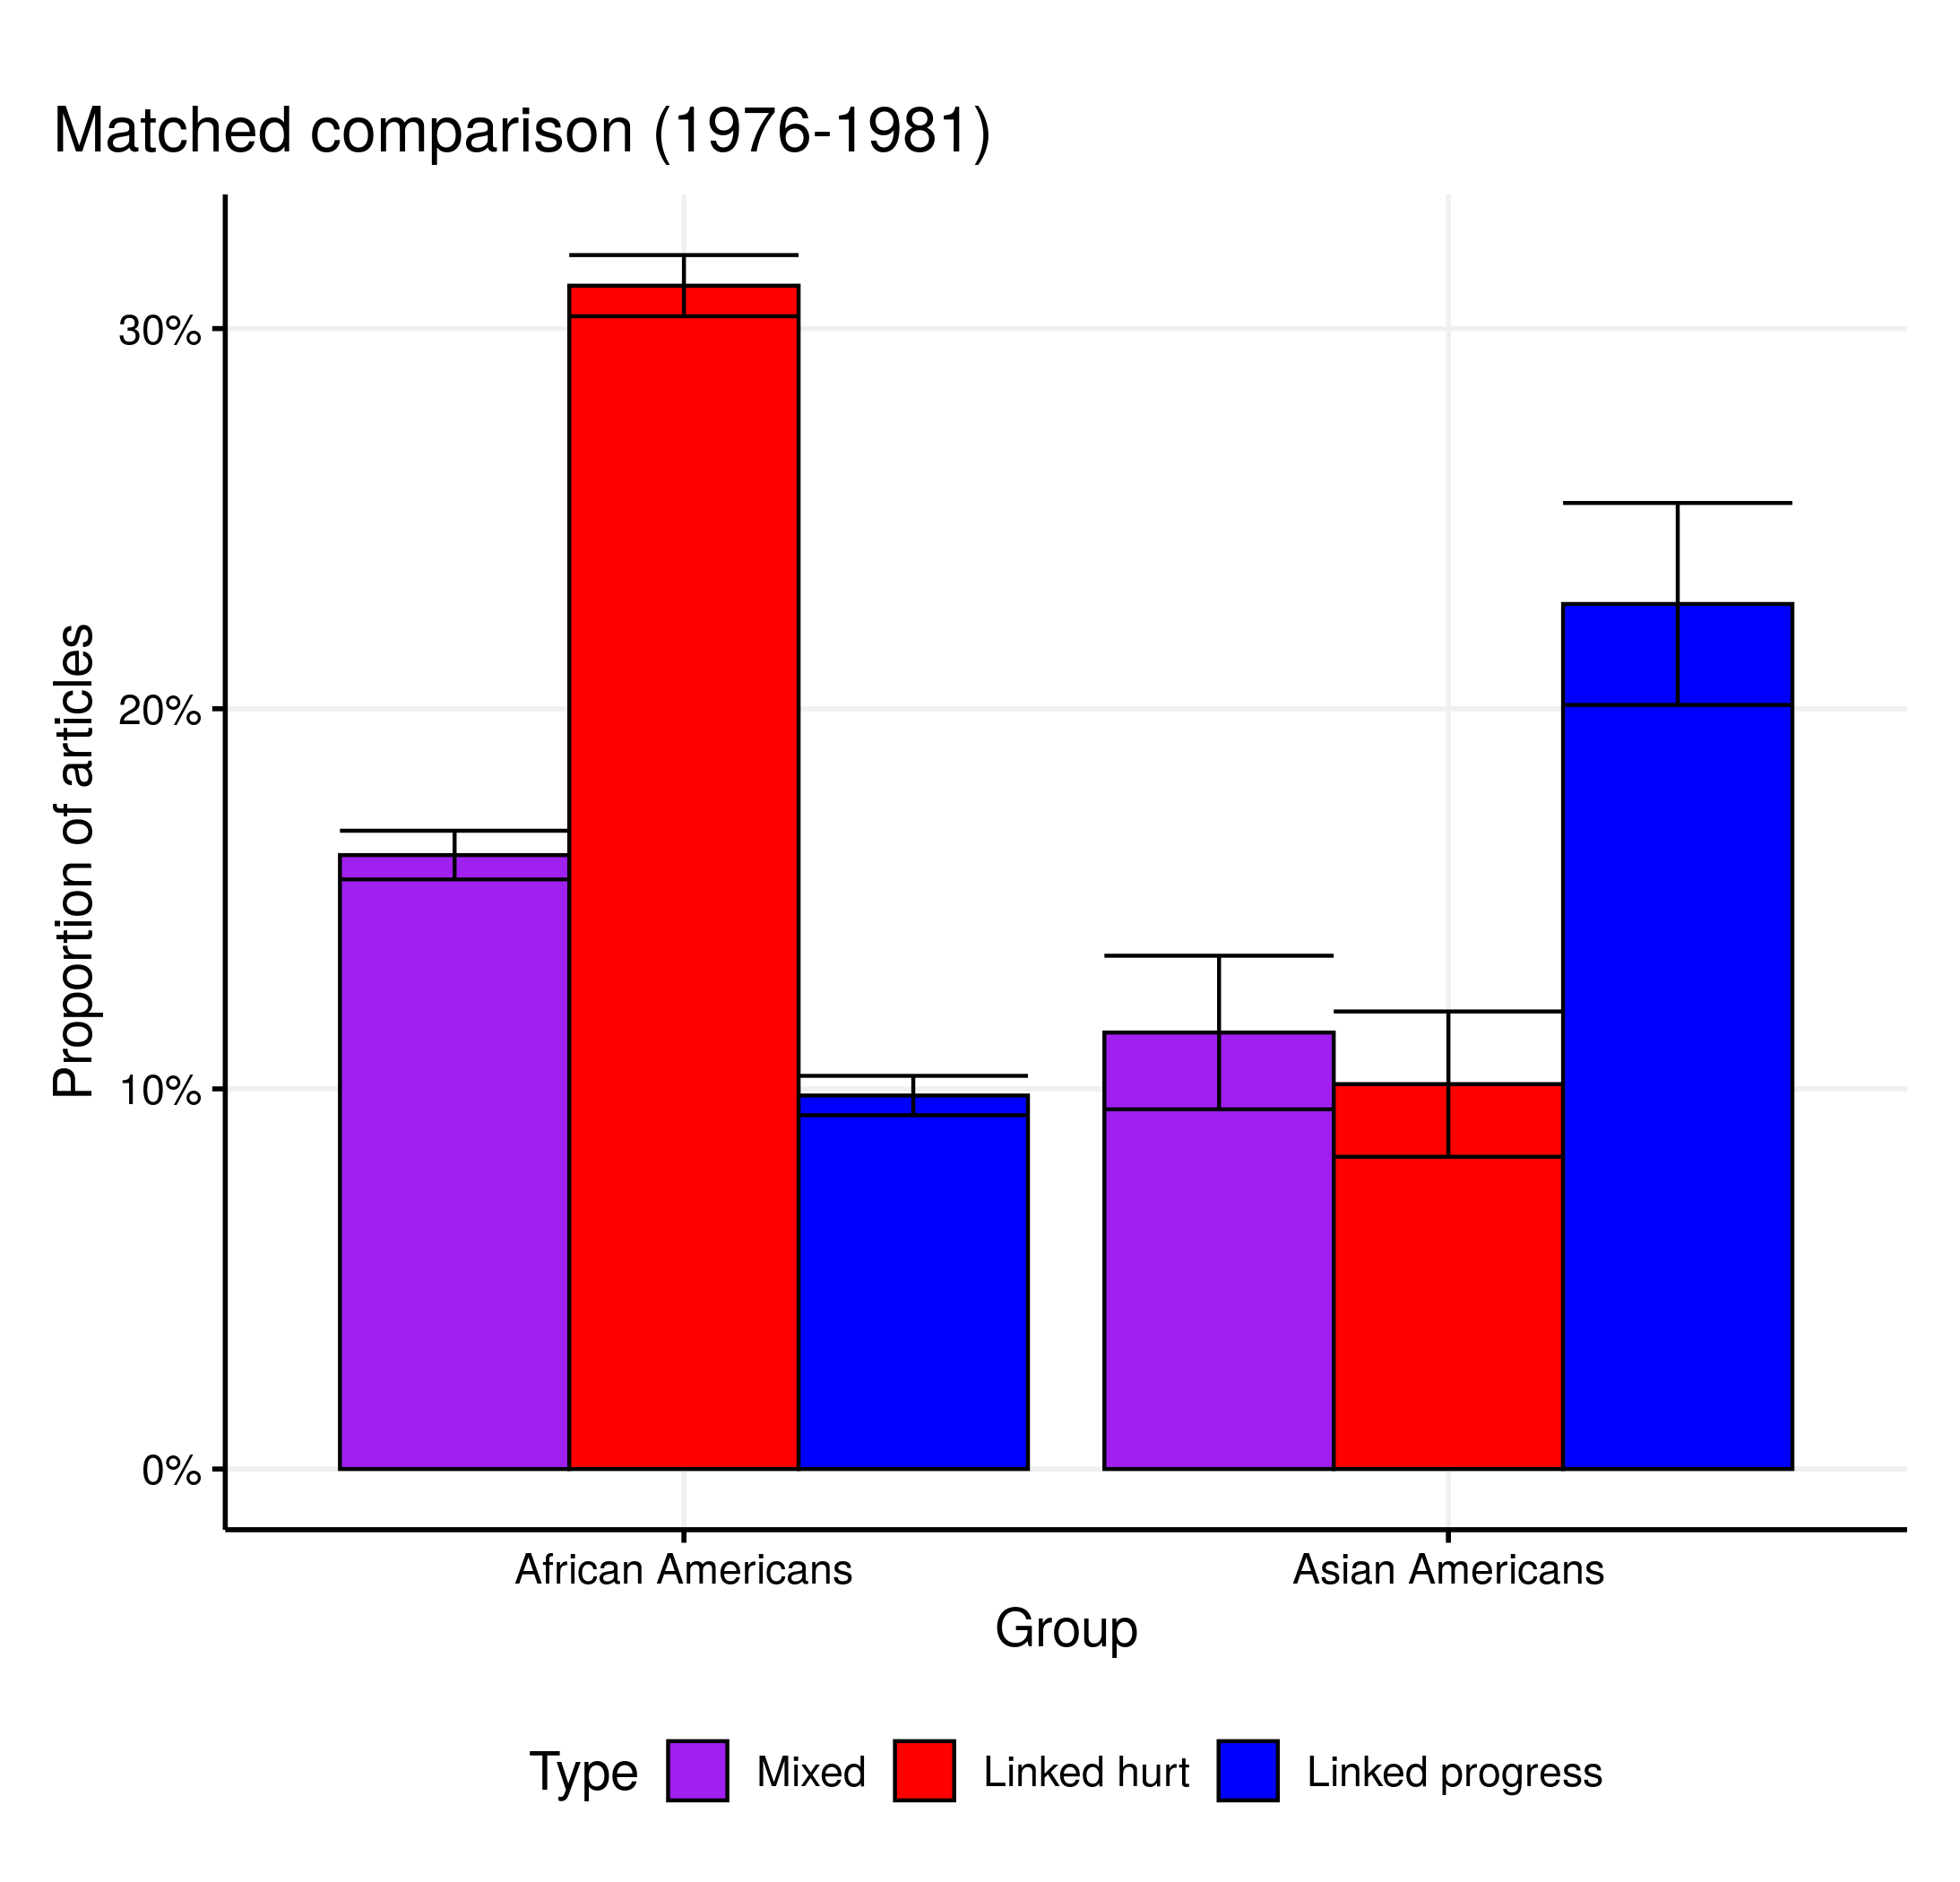 Matched comparison (1976-1981)
Proportion of articles
30%
20%
10%
0%
African Americans Asian Americans
Group
Type Mixed Linked hurt Linked progress